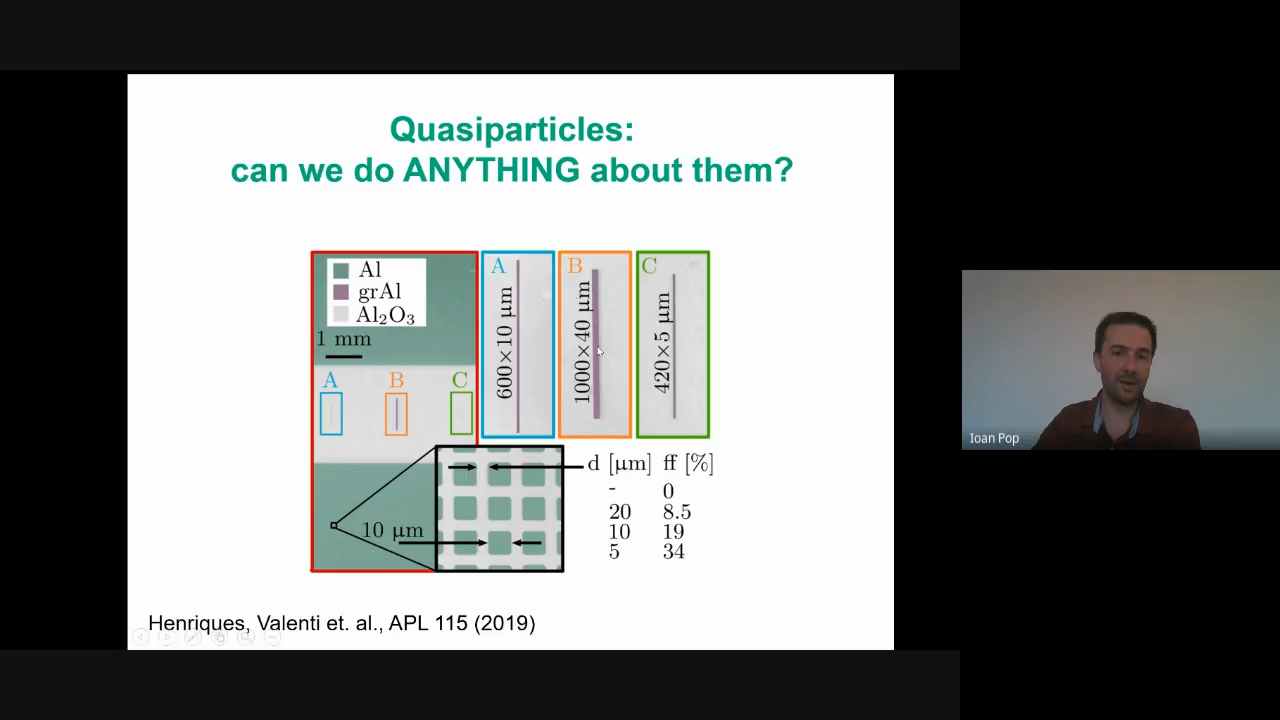 Quasiparticles:
can we do ANYTHING about them?
Al
grAl
Al₂O₃
1 mm
A
B
C
A
600×10 μm
B
1000×40 μm
C
420×5 μm
10 μm
d [μm] ff [%]
- 0
20 8.5
10 19
5 34
Henriques, Valenti et. al., APL 115 (2019)
Ioan Pop